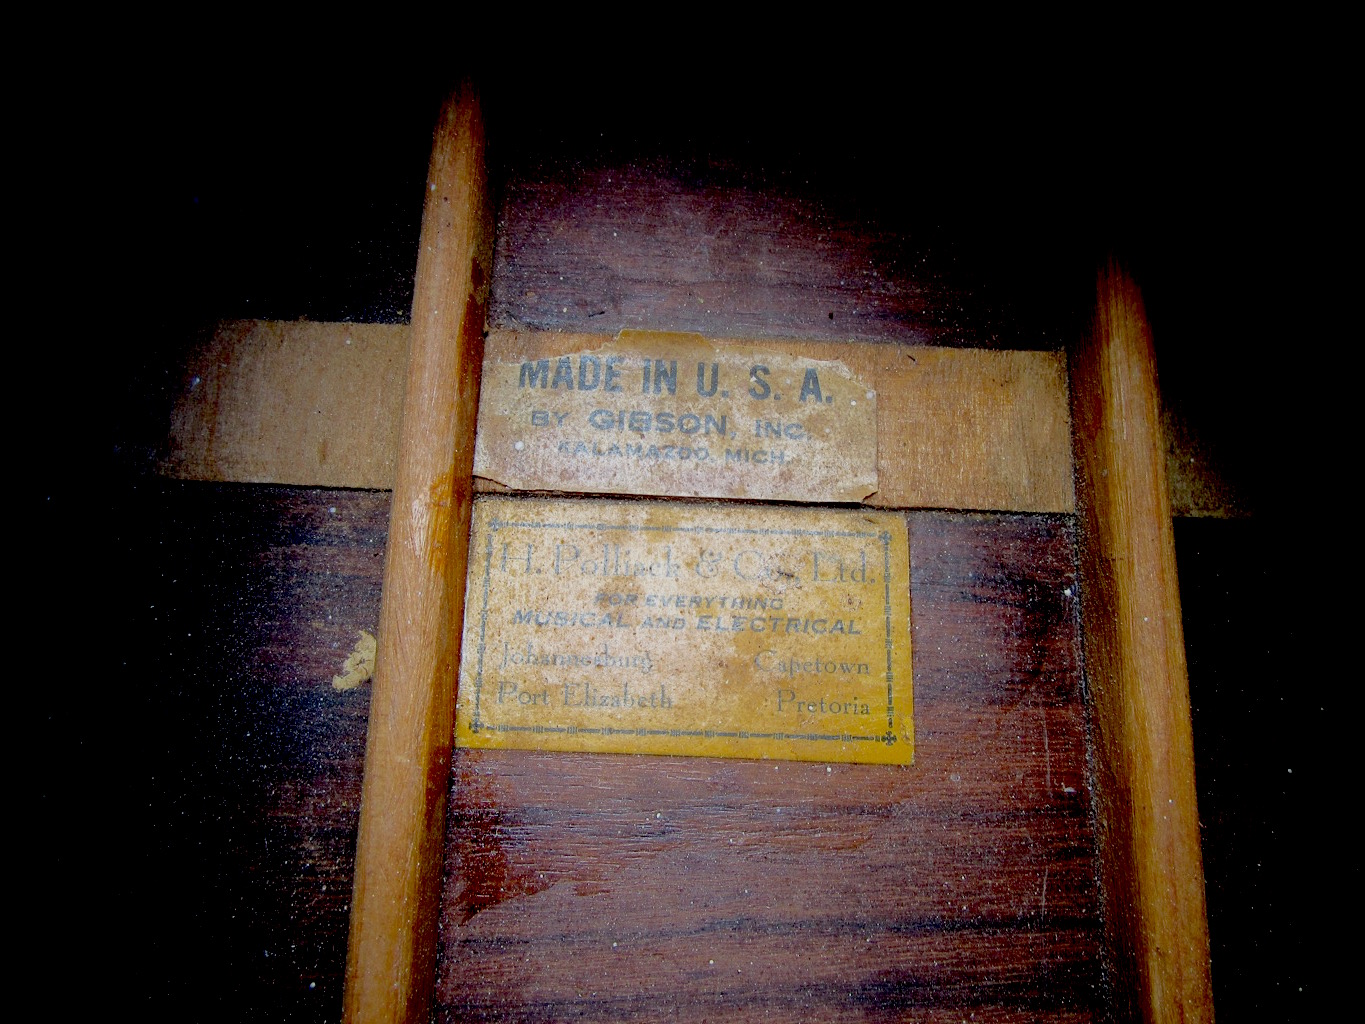 MADE IN U. S. A.
BY GIBSON, INC.
KALAMAZOO, MICH.
H. Polliack & Co., Ltd.
FOR EVERYTHING
MUSICAL AND ELECTRICAL
Johannesburg Capetown
Port Elizabeth Pretoria